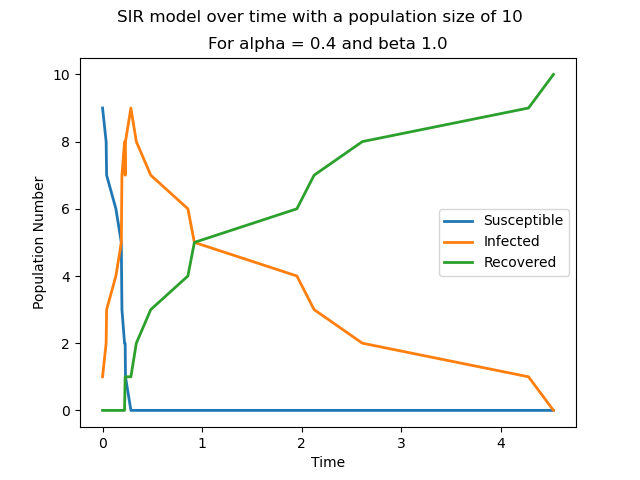 SIR model over time with a population size of 10
For alpha = 0.4 and beta 1.0
10
8
6
4
2
0
Population Number
Susceptible
Infected
Recovered
0 1 2 3 4
Time